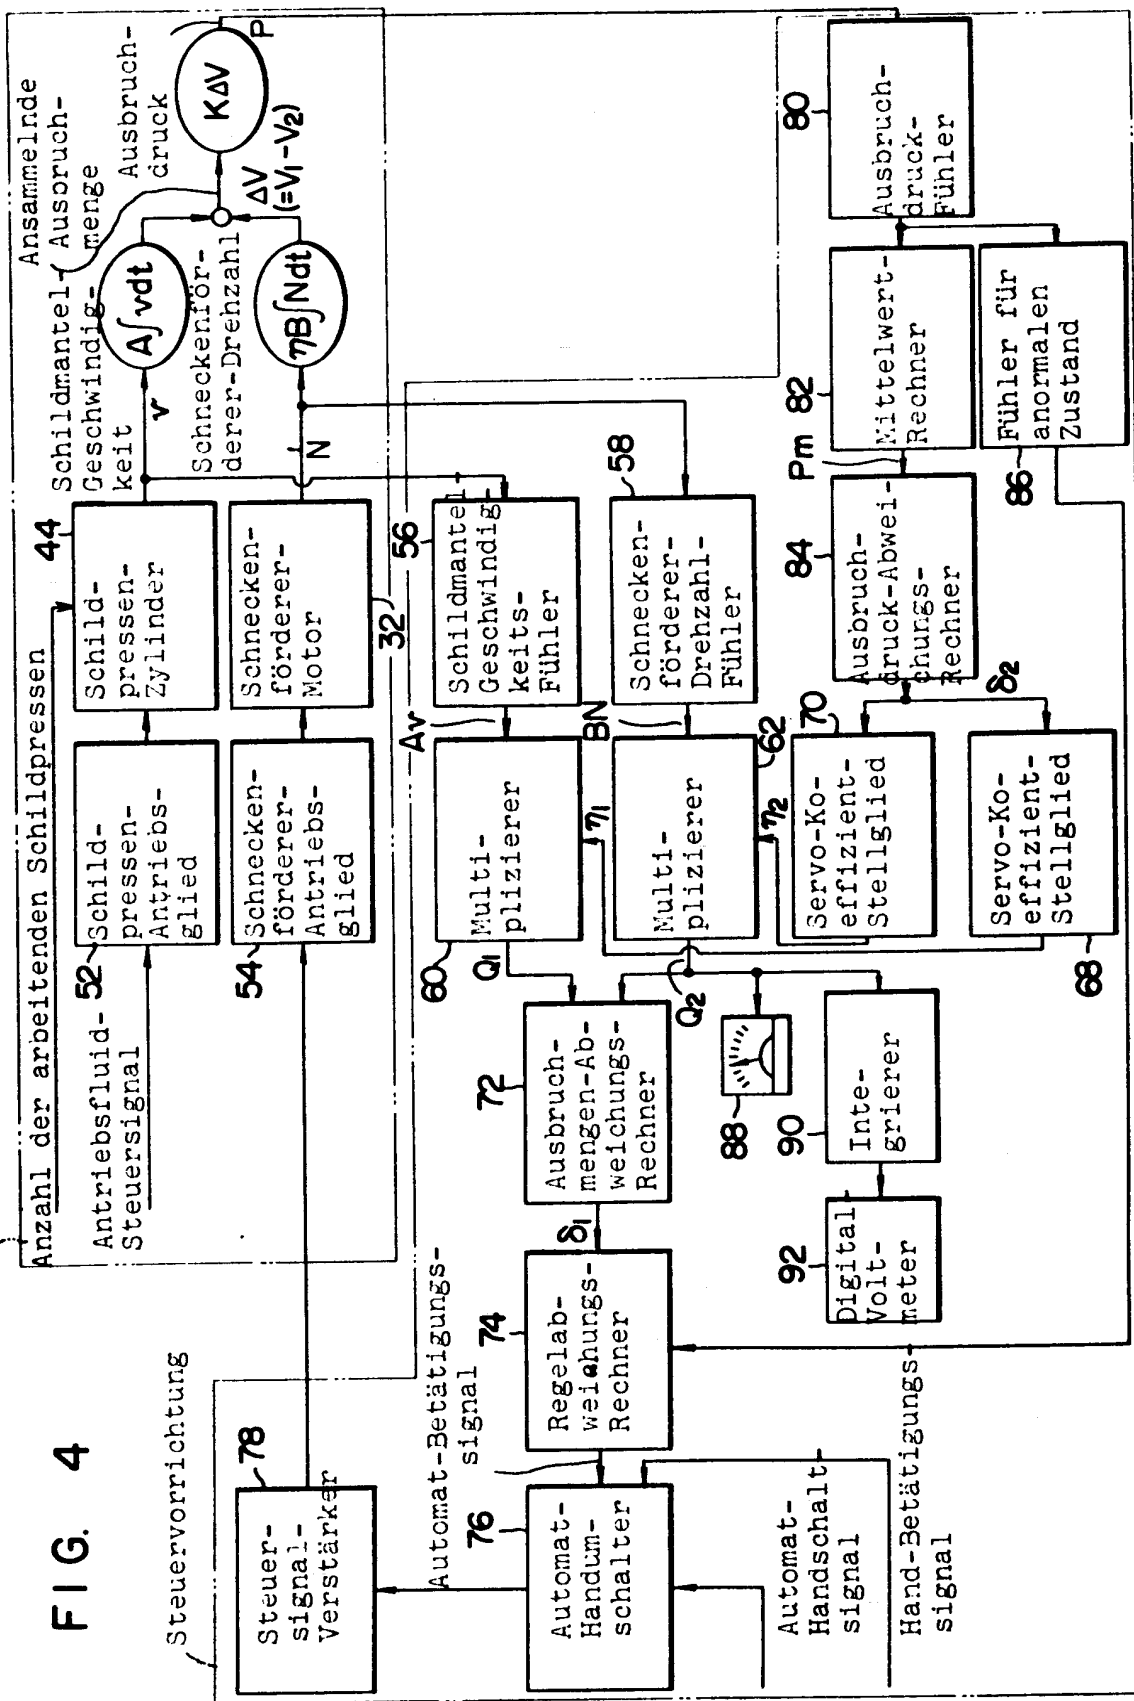 FIG. 4
Steuervorrichtung
Anzahl der arbeitenden Schildpressen
Antriebsfluid-
Steuersignal
52
Schild-
pressen-
Antriebs-
glied
44
Schild-
pressen-
Zylinder
Schildmantel-
Geschwindig-
keit
v
A∫vdt
Ansammelnde
Ausbruch-
menge
Ausbruch-
druck
KΔV
P
ΔV
(=V1-V2)
54
Schnecken-
förderer-
Antriebs-
glied
Schnecken-
förderer-
Motor
32
Schneckenför-
derer-Drehzahl
N
ηB∫Ndt
78
Steuer-
signal-
Verstärker
Automat-Betätigungs-
signal
76
Automat-
Handum-
schalter
74
Regelab-
weichungs-
Rechner
δ1
72
Ausbruch-
mengen-Ab-
weichungs-
Rechner
Q1
60
Multi-
plizierer
Av
56
Schildmantel-
Geschwindig-
keits-
Fühler
Q2
Multi-
plizierer
62
BN
58
Schnecken-
förderer-
Drehzahl-
Fühler
η1
η2
88
90
Inte-
grierer
92
Digital
Volt-
meter
70
Servo-Ko-
effizient-
Stellglied
68
Servo-Ko-
effizient-
Stellglied
δ2
84
Ausbruch-
druck-Abwei-
chungs-
Rechner
Pm
82
Mittelwert-
Rechner
86
Fühler für
anormalen
Zustand
80
Ausbruch-
druck-
Fühler
Automat-
Handschalt-
signal
Hand-Betätigungs-
signal